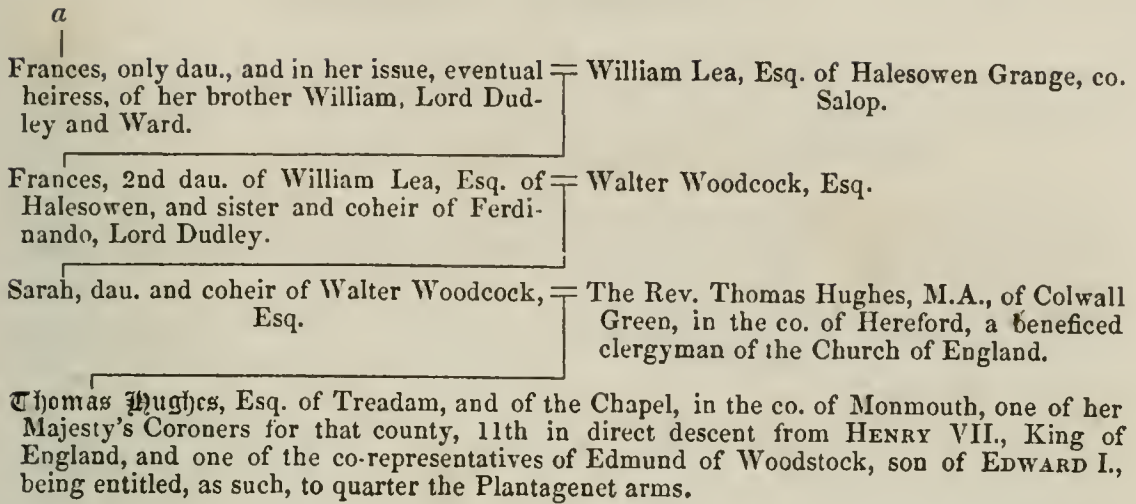 a
Frances, only dau., and in her issue, eventual = William Lea, Esq. of Halesowen Grange, co.
heiress, of her brother William, Lord Dud- Salop.
ley and Ward.
Frances, 2nd dau. of William Lea, Esq. of = Walter Woodcock, Esq.
Halesowen, and sister and coheir of Ferdi-
nando, Lord Dudley.
Sarah, dau. and coheir of Walter Woodcock, = The Rev. Thomas Hughes, M.A., of Colwall
Esq. Green, in the co. of Hereford, a beneficed
clergyman of the Church of England.
Thomas Hughes, Esq. of Treadam, and of the Chapel, in the co. of Monmouth, one of her
Majesty's Coroners for that county, 11th in direct descent from HENRY VII., King of
England, and one of the co-representatives of Edmund of Woodstock, son of EDWARD I.,
being entitled, as such, to quarter the Plantagenet arms.